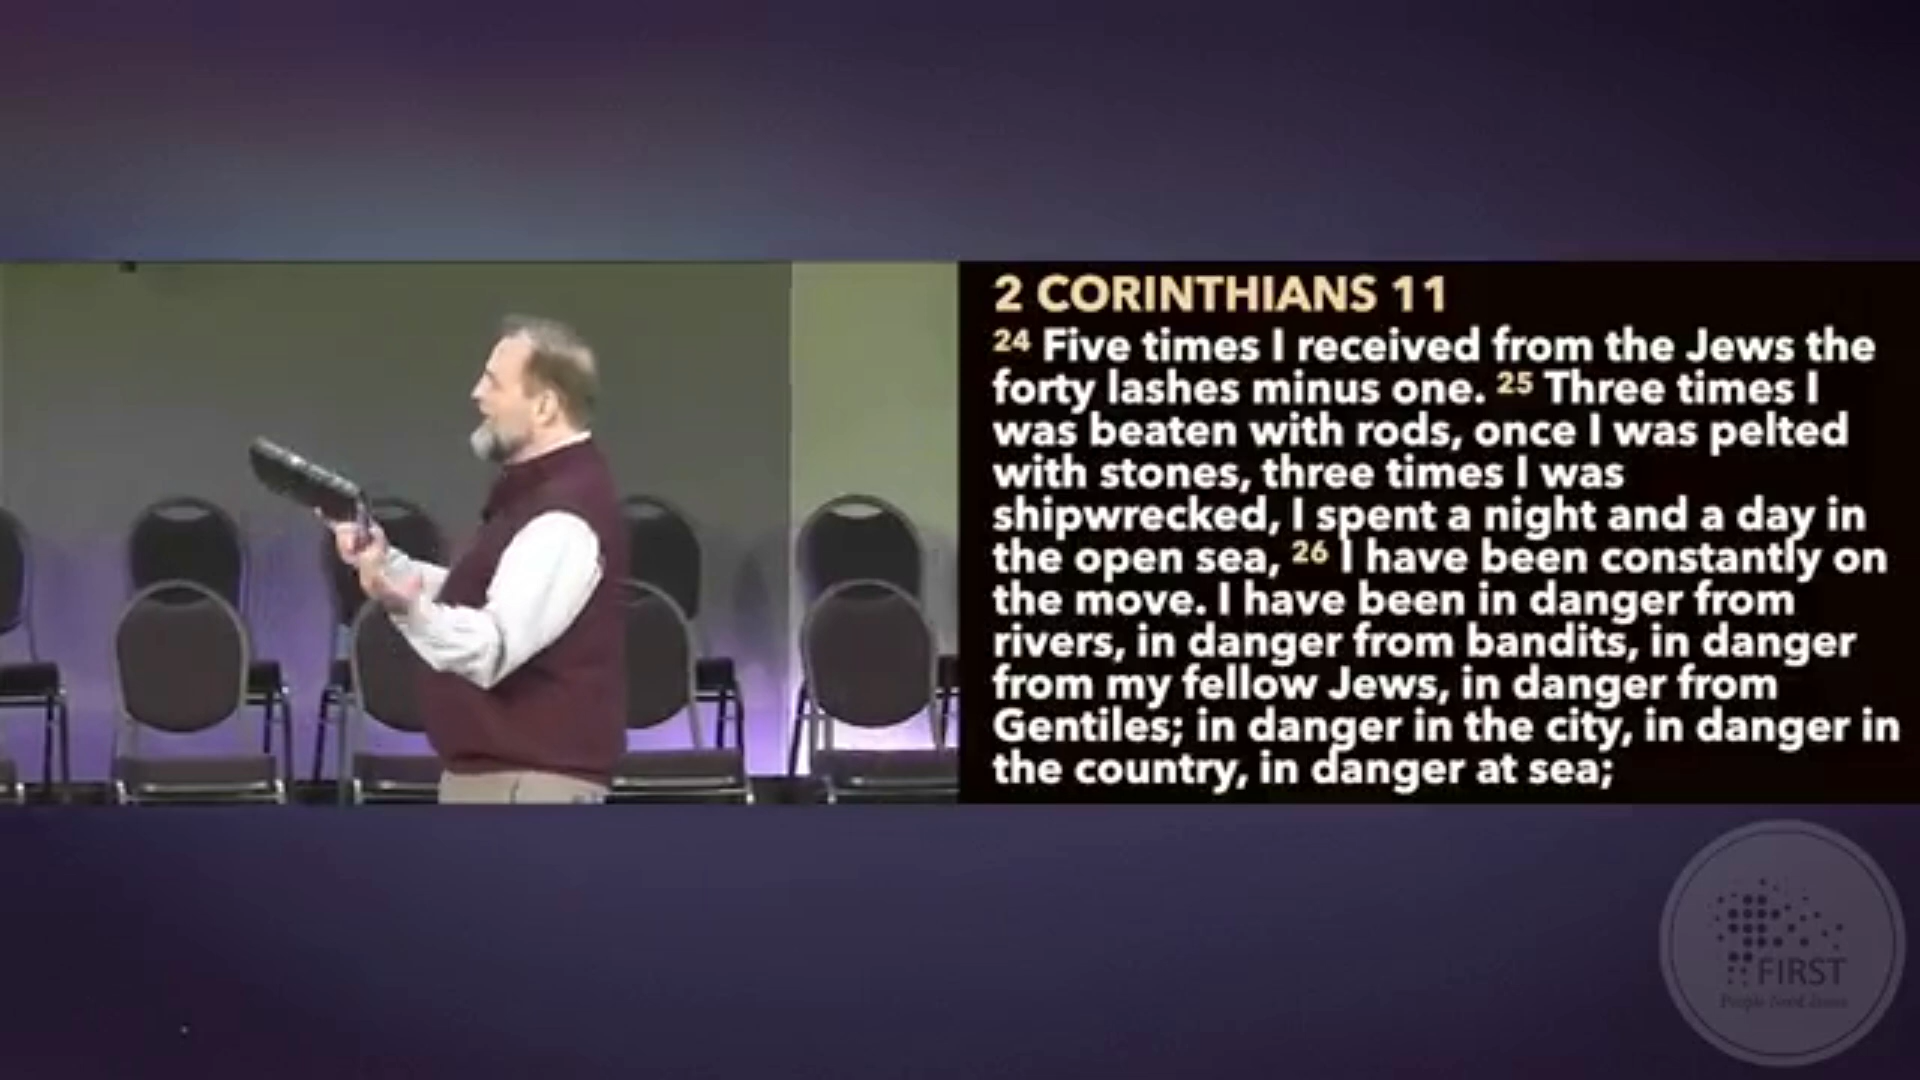 2 CORINTHIANS 11
24 Five times I received from the Jews the
forty lashes minus one. 25 Three times I
was beaten with rods, once I was pelted
with stones, three times I was
shipwrecked, I spent a night and a day in
the open sea, 26 I have been constantly on
the move. I have been in danger from
rivers, in danger from bandits, in danger
from my fellow Jews, in danger from
Gentiles; in danger in the city, in danger in
the country, in danger at sea;
FIRST
People Need Jesus